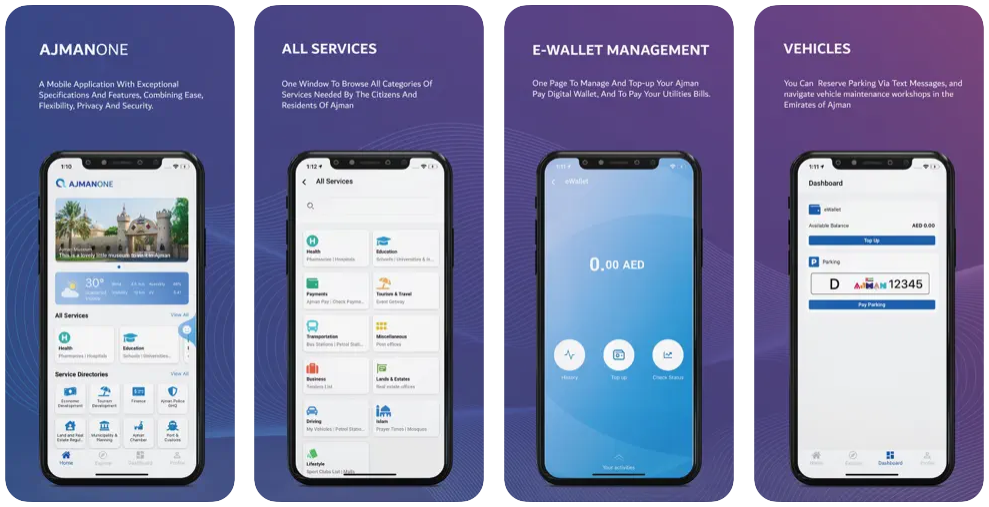 AJMANONE
A Mobile Application With Exceptional
Specifications And Features, Combining Ease,
Flexibility, Privacy And Security.
1:10
AJMANONE
Ajman Museum
This is a lovely little museum to visit in Ajman
30°
All Services
View All
Health
Pharmacies | Hospitals
Education
Schools | Universities...
Service Directories
View All
Economic
Development
Tourism
Development
Finance
Ajman Police
GHQ
Land and Real
Estate Regul..
Municipality &
Planning
Ajman
Chamber
Port &
Customs
Home
Explore
Dashboard
Profile
ALL SERVICES
One Window To Browse All Categories Of
Services Needed By The Citizens And
Residents Of Ajman
1:12
All Services
Health
Pharmacies | Hospitals
Education
Schools | Universities & In...
Payments
Ajman Pay | Check Payme...
Tourism & Travel
Transportation
Bus Stations | Parcel Stati...
Miscellaneous
Post offices
Business
Tenders List
Lands & Estates
Real estate offices
Driving
My Vehicles | Petrol Statio...
Islam
Prayer Times | Mosques
Lifestyle
Sport Clubs List | Malls
E-WALLET MANAGEMENT
One Page To Manage And Top-up Your Ajman
Pay Digital Wallet, And To Pay Your Utilities Bills.
1:11
eWallet
0.00 AED
History
Top up
Check Status
Your activities
VEHICLES
You Can Reserve Parking Via Text Messages, and
navigate vehicle maintenance workshops in the
Emirates of Ajman
1:11
Dashboard
eWallet
Available Balance
AED 0.00
Top Up
P Parking
D AJMAN 12345
Pay Parking
Home
Explore
Dashboard
Profile